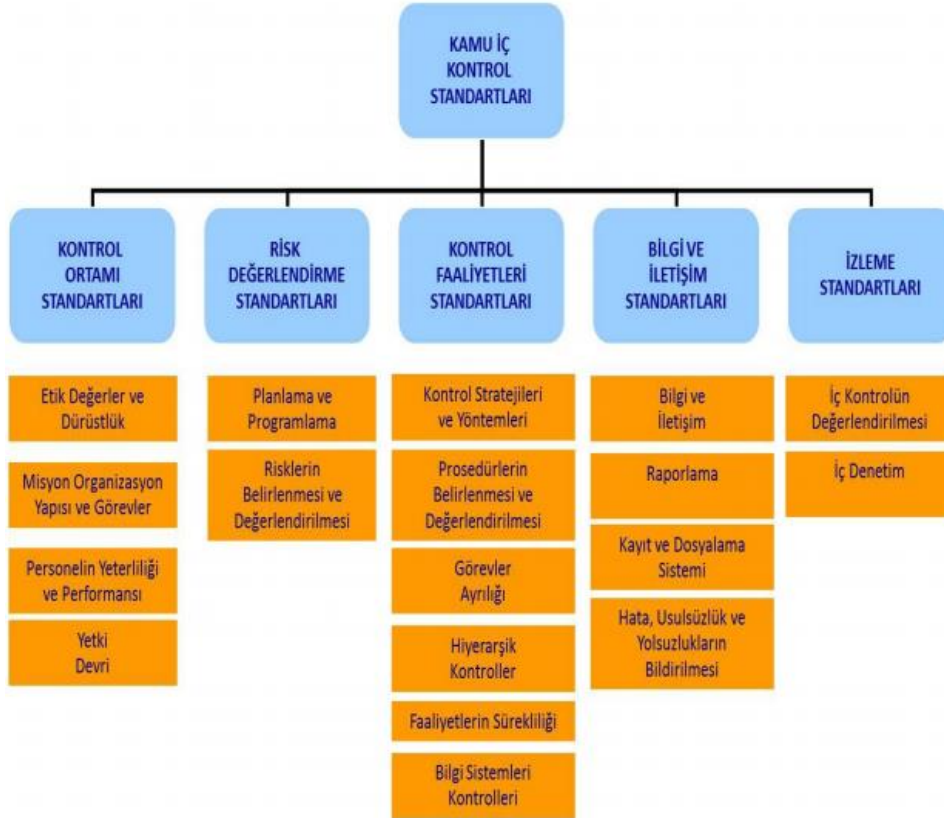 KAMU İÇ
KONTROL
STANDARTLARI
KONTROL
ORTAMI
STANDARTLARI
RİSK
DEĞERLENDİRME
STANDARTLARI
KONTROL
FAALİYETLERİ
STANDARTLARI
BİLGİ VE
İLETİŞİM
STANDARTLARI
İZLEME
STANDARTLARI
Etik Değerler ve
Dürüstlük
Misyon Organizasyon
Yapısı ve Görevler
Personelin Yeterliliği
ve Performansı
Yetki
Devri
Planlama ve
Programlama
Risklerin
Belirlenmesi ve
Değerlendirilmesi
Kontrol Stratejileri
ve Yöntemleri
Prosedürlerin
Belirlenmesi ve
Değerlendirilmesi
Görevler
Ayrılığı
Hiyerarşik
Kontroller
Faaliyetlerin Sürekliliği
Bilgi Sistemleri
Kontrolleri
Bilgi ve
İletişim
Raporlama
Kayıt ve Dosyalama
Sistemi
Hata, Usulsüzlük ve
Yolsuzlukların
Bildirilmesi
İç Kontrolün
Değerlendirilmesi
İç Denetim